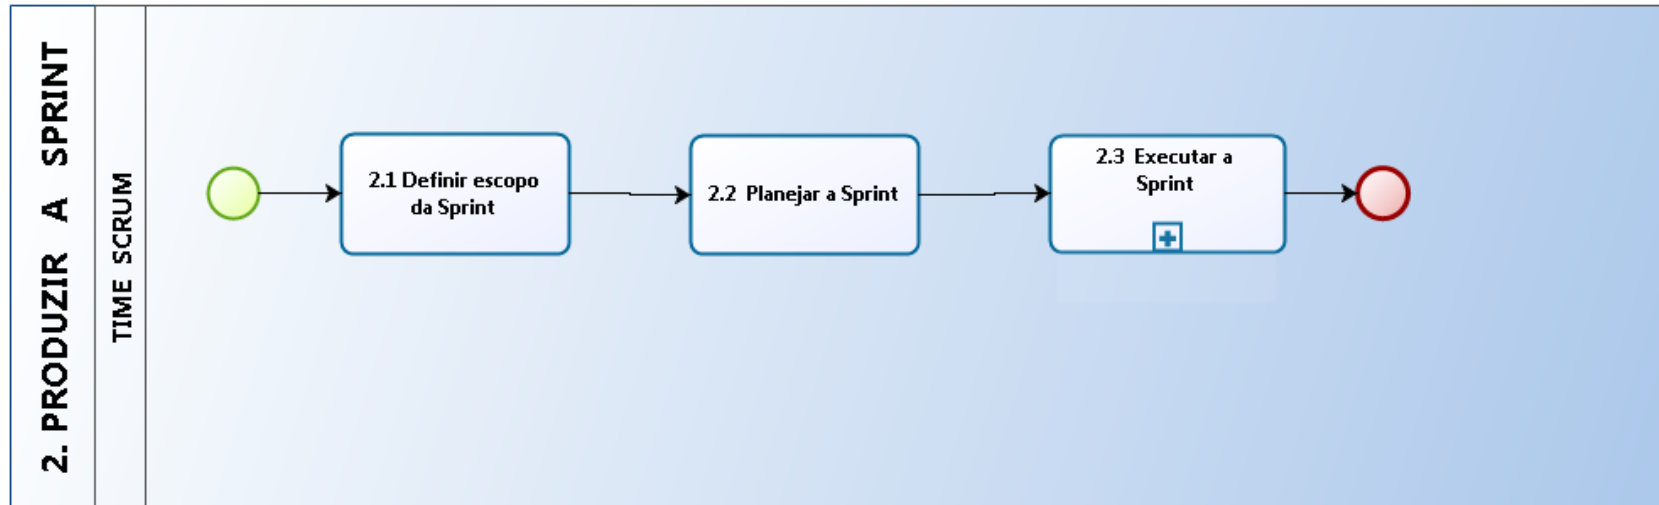 2. PRODUZIR A SPRINT
TIME SCRUM
2.1 Definir escopo
da Sprint
2.2 Planejar a Sprint
2.3 Executar a
Sprint